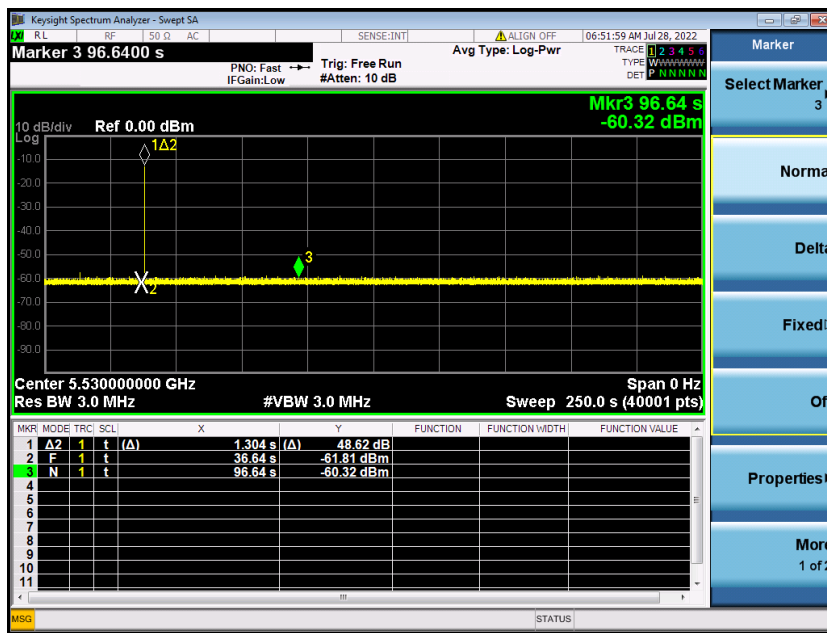 Keysight Spectrum Analyzer - Swept SA
LXI RL RF 50 Ω AC SENSE:INT ALIGN OFF 06:51:59 AM Jul 28, 2022
Marker 3 96.6400 s
PNO: Fast
IFGain:Low
Trig: Free Run
#Atten: 10 dB
Avg Type: Log-Pwr
TRACE 1 2 3 4 5 6
TYPE WWWWWW
DET P N N N N N
Mkr3 96.64 s
-60.32 dBm
10 dB/div Ref 0.00 dBm
Log
1Δ2
-10.0
-20.0
-30.0
-40.0
-50.0
3
-60.0
2
-70.0
-80.0
-90.0
Center 5.530000000 GHz Span 0 Hz
Res BW 3.0 MHz #VBW 3.0 MHz Sweep 250.0 s (40001 pts)
MKR MODE TRC SCL X Y FUNCTION FUNCTION WIDTH FUNCTION VALUE
1 Δ2 1 t (Δ) 1.304 s (Δ) 48.62 dB
2 F 1 t 36.64 s -61.81 dBm
3 N 1 t 96.64 s -60.32 dBm
4
5
6
7
8
9
10
11
MSG STATUS
Marker
Select Marker
3
Norma
Delta
Fixed
Of
Properties
More
1 of 2